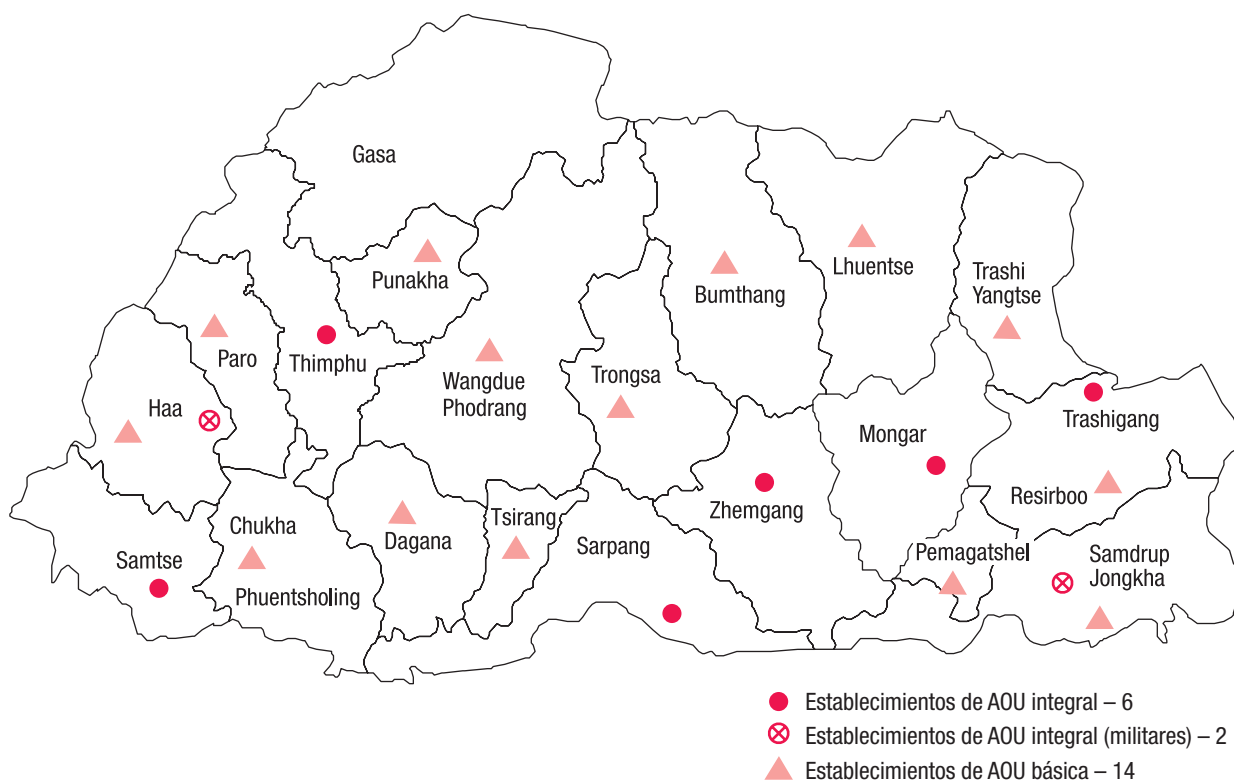 Gasa
Punakha
Paro
Thimphu
Haa
Wangdue
Phodrang
Trongsa
Bumthang
Lhuentse
Trashi
Yangtse
Trashigang
Mongar
Resirboo
Zhemgang
Chukha
Samtse
Phuentsholing
Dagana
Tsirang
Sarpang
Pemagatshel
Samdrup
Jongkha
Establecimientos de AOU integral – 6
Establecimientos de AOU integral (militares) – 2
Establecimientos de AOU básica – 14